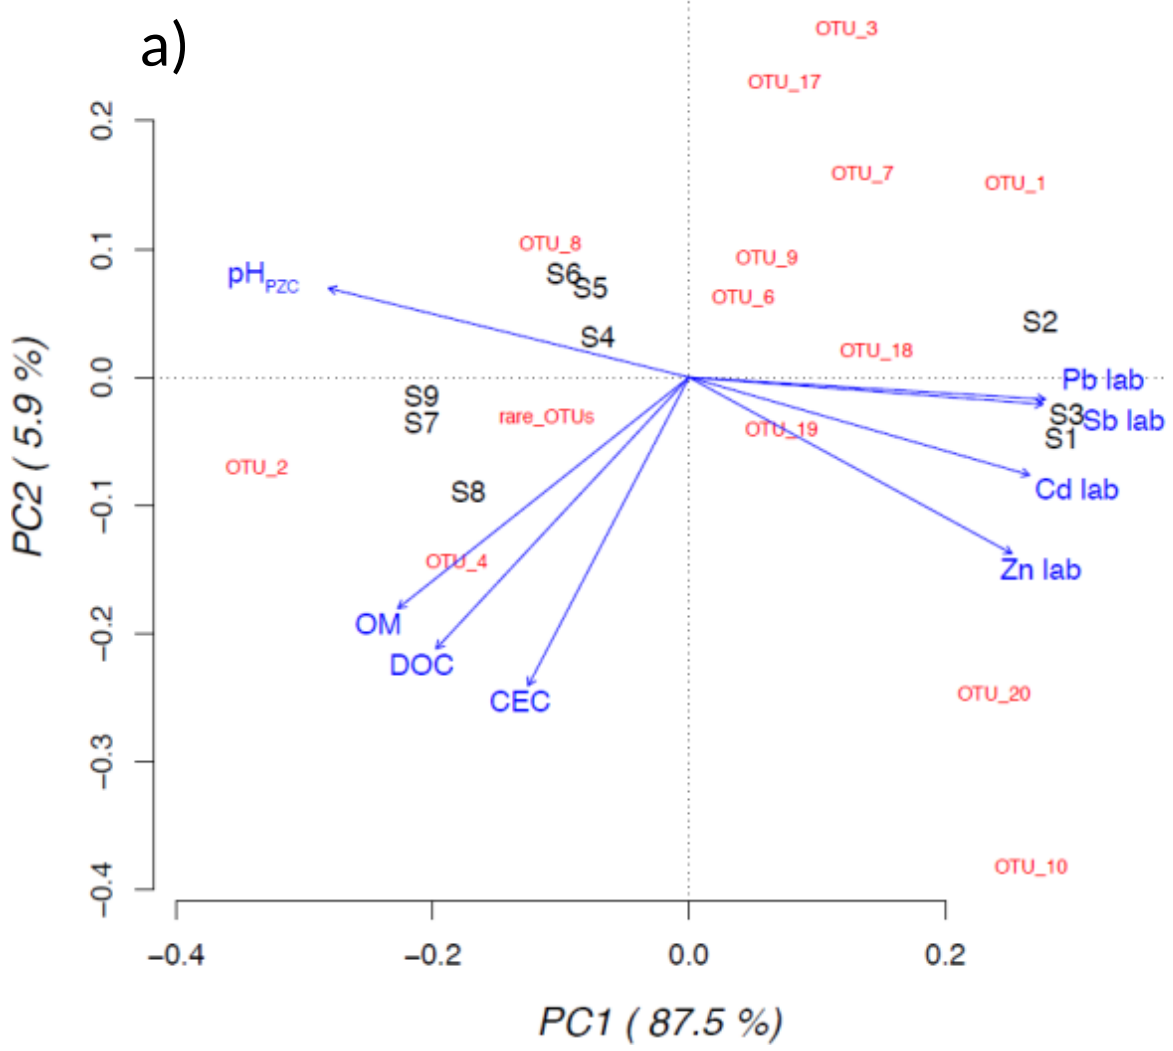 a)
OTU_3
OTU_17
0.2
OTU_7
OTU_1
OTU_8
0.1
OTU_9
S6
pH_PZC
S5
OTU_6
S2
S4
OTU_18
0.0
Pb lab
S9
S3
rare_OTUs
Sb lab
S7
OTU_19
S1
OTU_2
S8
Cd lab
−0.1
OTU_4
Zn lab
OM
−0.2
DOC
OTU_20
CEC
−0.3
OTU_10
−0.4
−0.4 −0.2 0.0 0.2
PC1 ( 87.5 %)
PC2 ( 5.9 %)